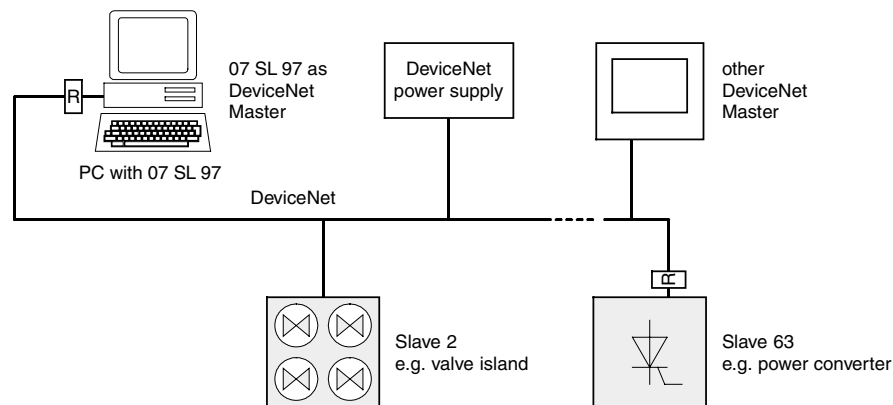 07 SL 97 as
DeviceNet
Master
R
PC with 07 SL 97
DeviceNet
power supply
other
DeviceNet
Master
DeviceNet
R
Slave 2
e.g. valve island
Slave 63
e.g. power converter